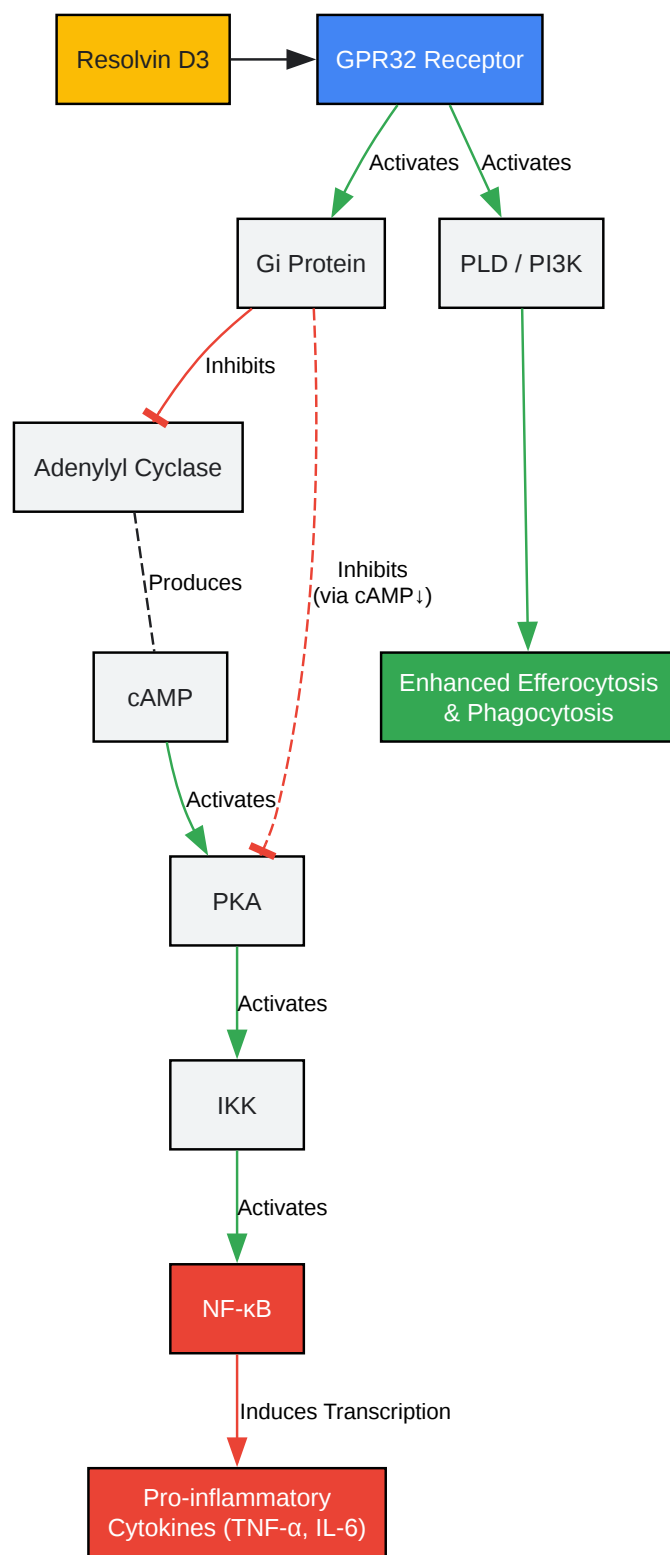 Resolvin D3
GPR32 Receptor
Activates
Activates
Gi Protein
PLD / PI3K
Inhibits
Adenylyl Cyclase
Produces
Inhibits
(via cAMP↓)
cAMP
Enhanced Efferocytosis
& Phagocytosis
Activates
PKA
Activates
IKK
Activates
NF-κB
Induces Transcription
Pro-inflammatory
Cytokines (TNF-α, IL-6)